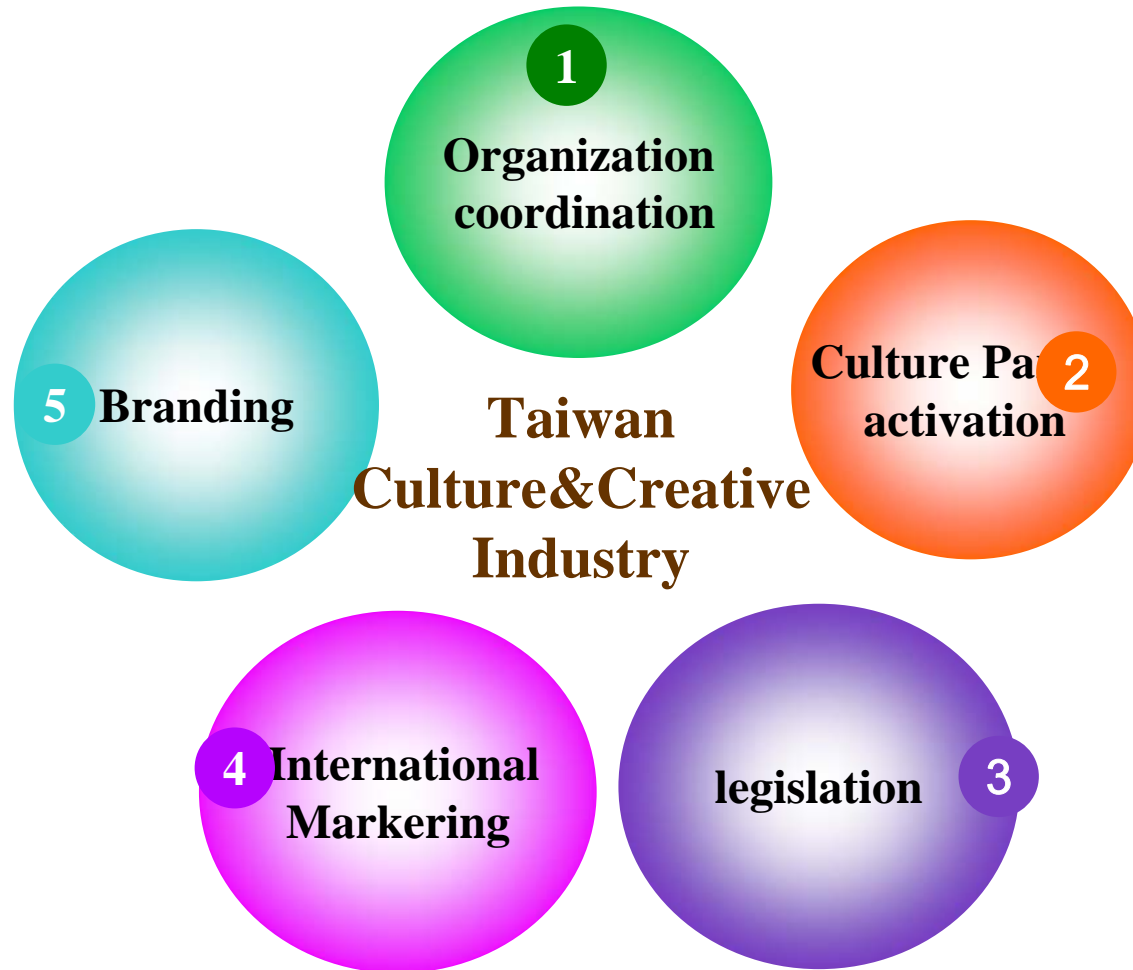 1
Organization
coordination
2
Culture
activation
3
legislation
4
International
Markering
5
Branding
Taiwan
Culture&Creative
Industry